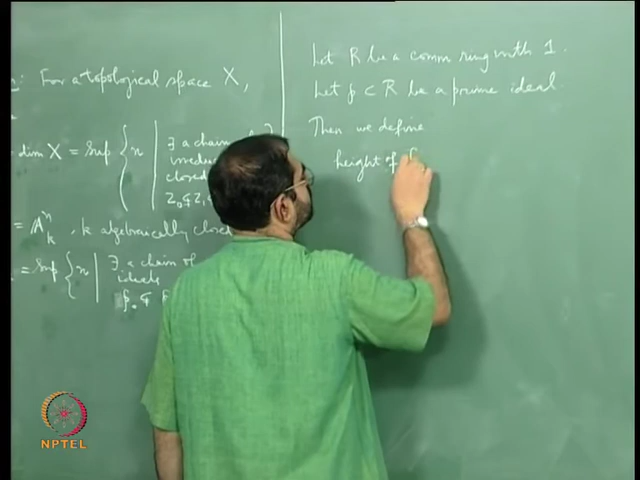 For a topological space X,
dim X = Sup { n | ∃ a chain
closed
Z₀ ⊊ Z₁
= 𝔸ⁿₖ, k algebraically closed
= Sup { n | ∃ a chain of
ideals
p₀ ⊊
Let R be a comm ring with 1.
Let p ⊂ R be a prime ideal
Then we define
height of
NPTEL